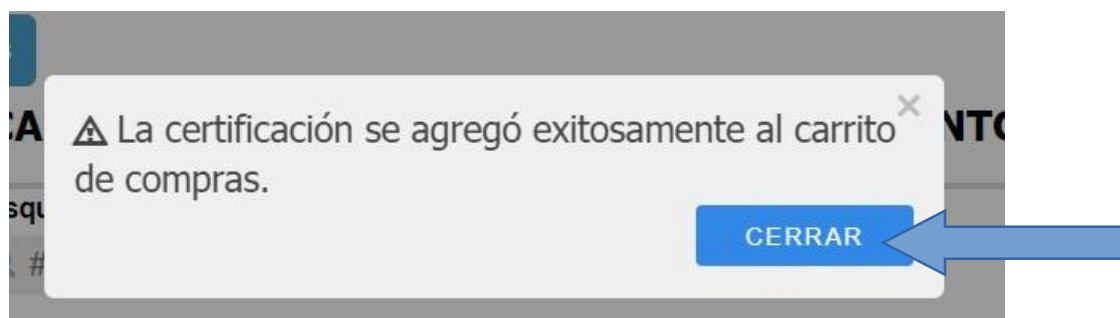 ⚠ La certificación se agregó exitosamente al carrito
de compras.
CERRAR
#